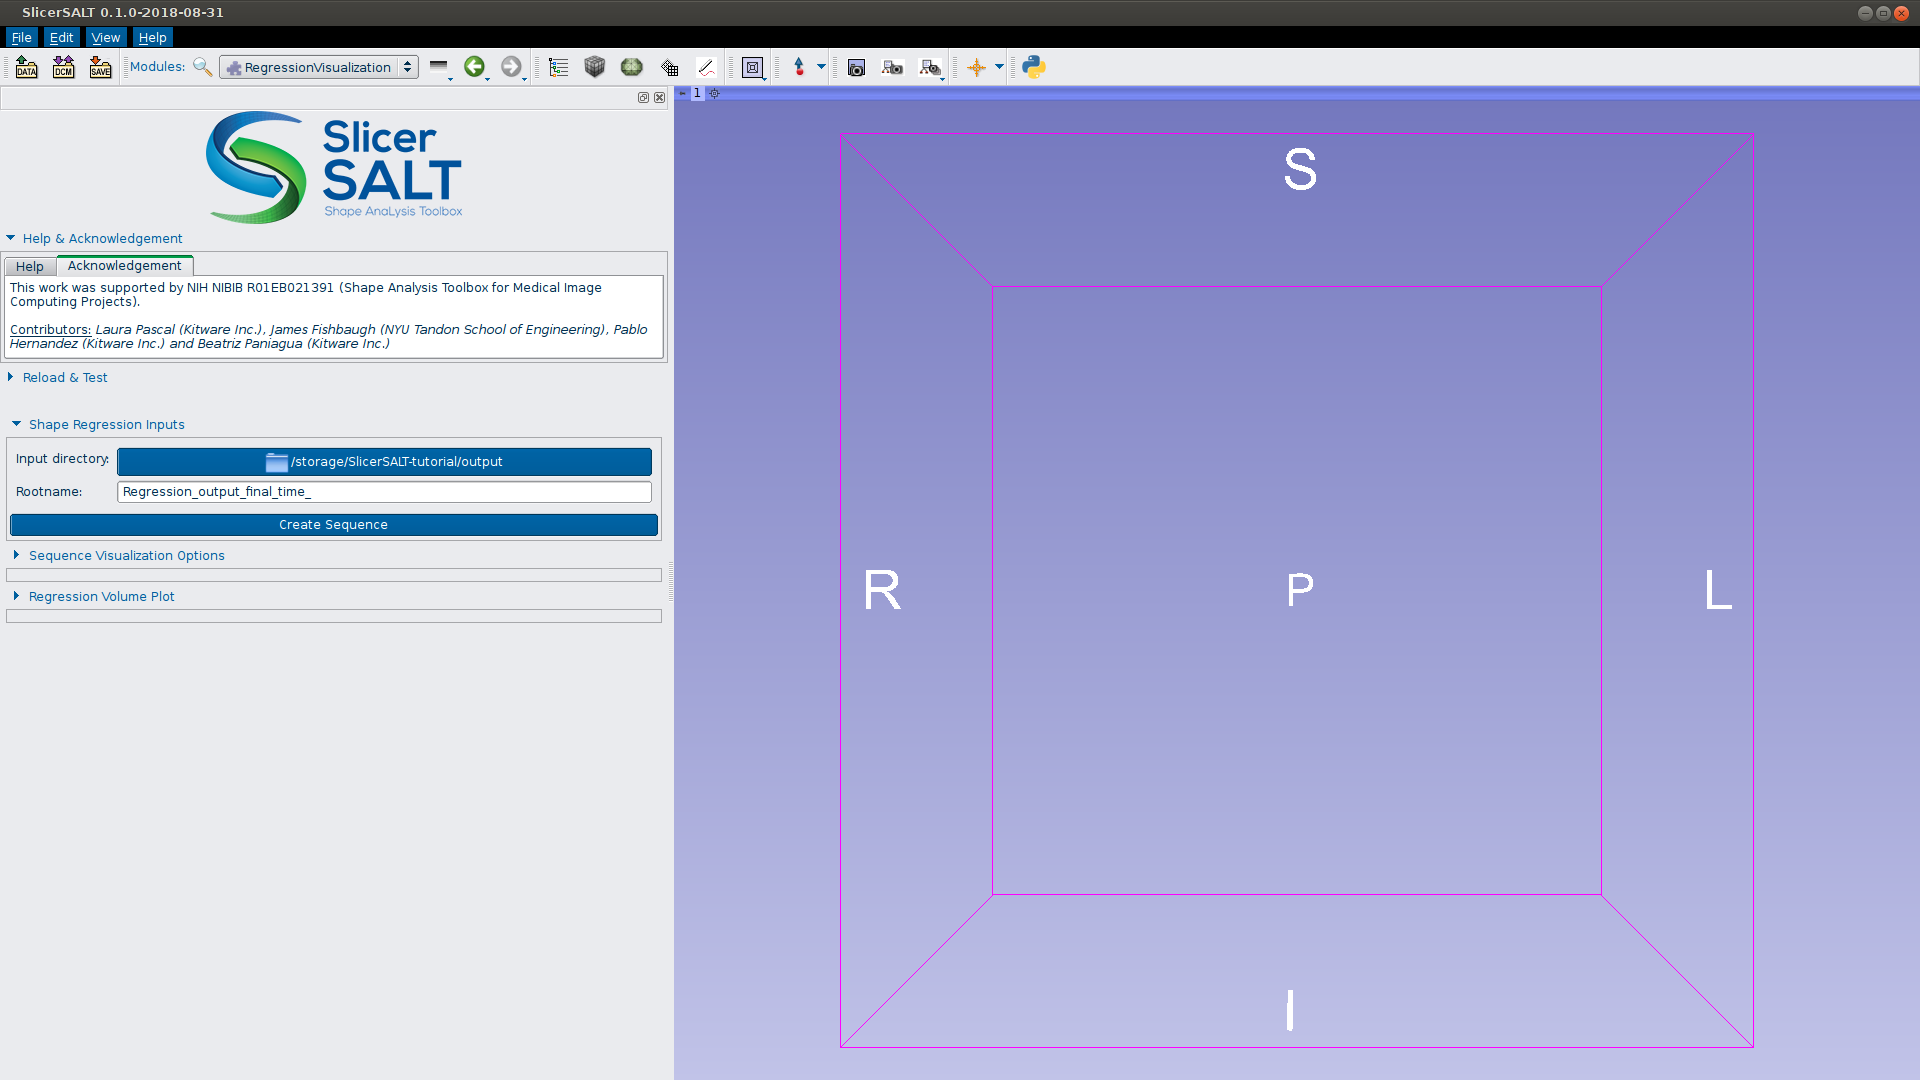 SlicerSALT 0.1.0-2018-08-31
File Edit View Help
DATA DCM SAVE Modules: RegressionVisualization
1
Slicer
SALT
Shape AnaLysis Toolbox
Help & Acknowledgement
Help Acknowledgement
This work was supported by NIH NIBIB R01EB021391 (Shape Analysis Toolbox for Medical Image
Computing Projects).
Contributors: Laura Pascal (Kitware Inc.), James Fishbaugh (NYU Tandon School of Engineering), Pablo
Hernandez (Kitware Inc.) and Beatriz Paniagua (Kitware Inc.)
Reload & Test
Shape Regression Inputs
Input directory: /storage/SlicerSALT-tutorial/output
Rootname: Regression_output_final_time_
Create Sequence
Sequence Visualization Options
Regression Volume Plot
S
R P L
I